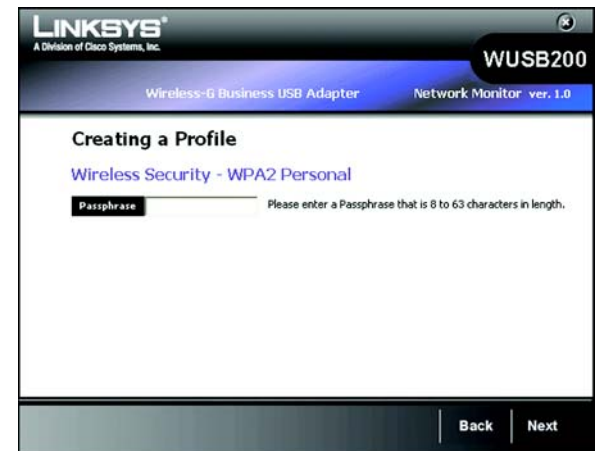 LINKSYS®
A Division of Cisco Systems, Inc.
WUSB200
Wireless-G Business USB Adapter Network Monitor ver. 1.0
Creating a Profile
Wireless Security - WPA2 Personal
Passphrase Please enter a Passphrase that is 8 to 63 characters in length.
Back Next